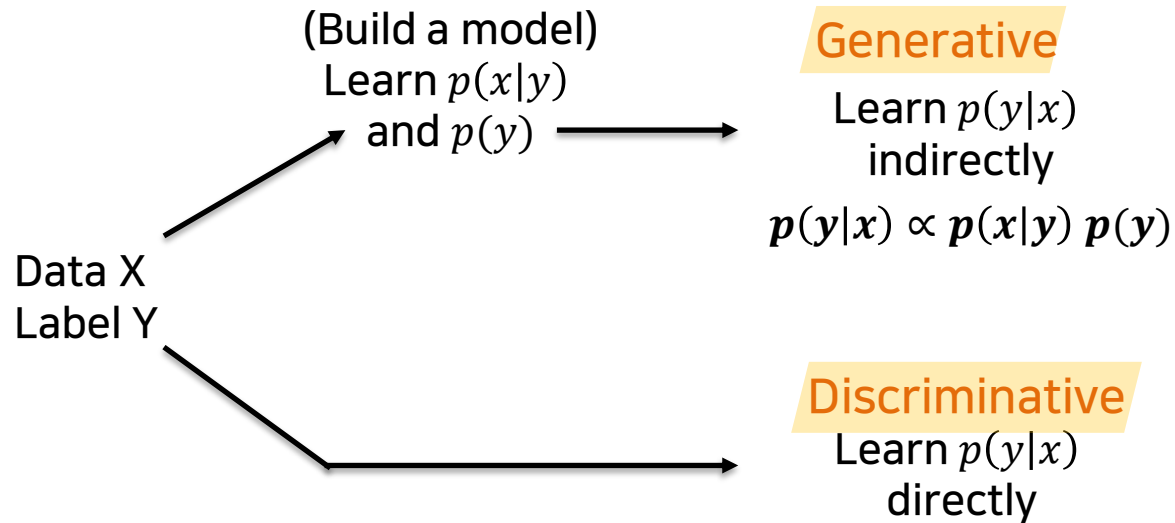 (Build a model)
Learn p(x|y)
and p(y)
Generative
Learn p(y|x)
indirectly
p(y|x) ∝ p(x|y) p(y)
Data X
Label Y
Discriminative
Learn p(y|x)
directly